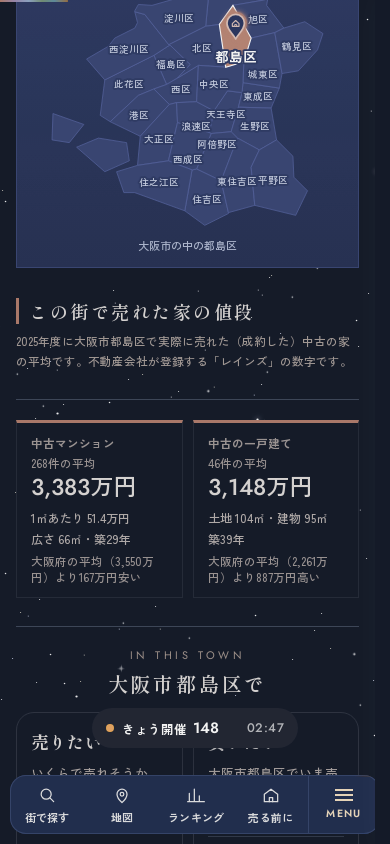 淀川区
旭区
西淀川区
北区
鶴見区
都島区
福島区
城東区
此花区
西区
中央区
東成区
港区
天王寺区
浪速区
生野区
大正区
阿倍野区
西成区
住之江区
東住吉区
平野区
住吉区
大阪市の中の都島区
この街で売れた家の値段
2025年度に大阪市都島区で実際に売れた（成約した）中古の家
の平均です。不動産会社が登録する「レインズ」の数字です。
中古マンション
268件の平均
3,383万円
1㎡あたり 51.4万円
広さ 66㎡・築29年
大阪府の平均（3,550万
円）より167万円安い
中古の一戸建て
46件の平均
3,148万円
土地 104㎡・建物 95㎡
築39年
大阪府の平均（2,261万
円）より887万円高い
IN THIS TOWN
大阪市都島区で
売りたい
きょう開催 148 02:47
いくらで売れそうか
大阪市都島区でいま売
街で探す
地図
ランキング
売る前に
MENU